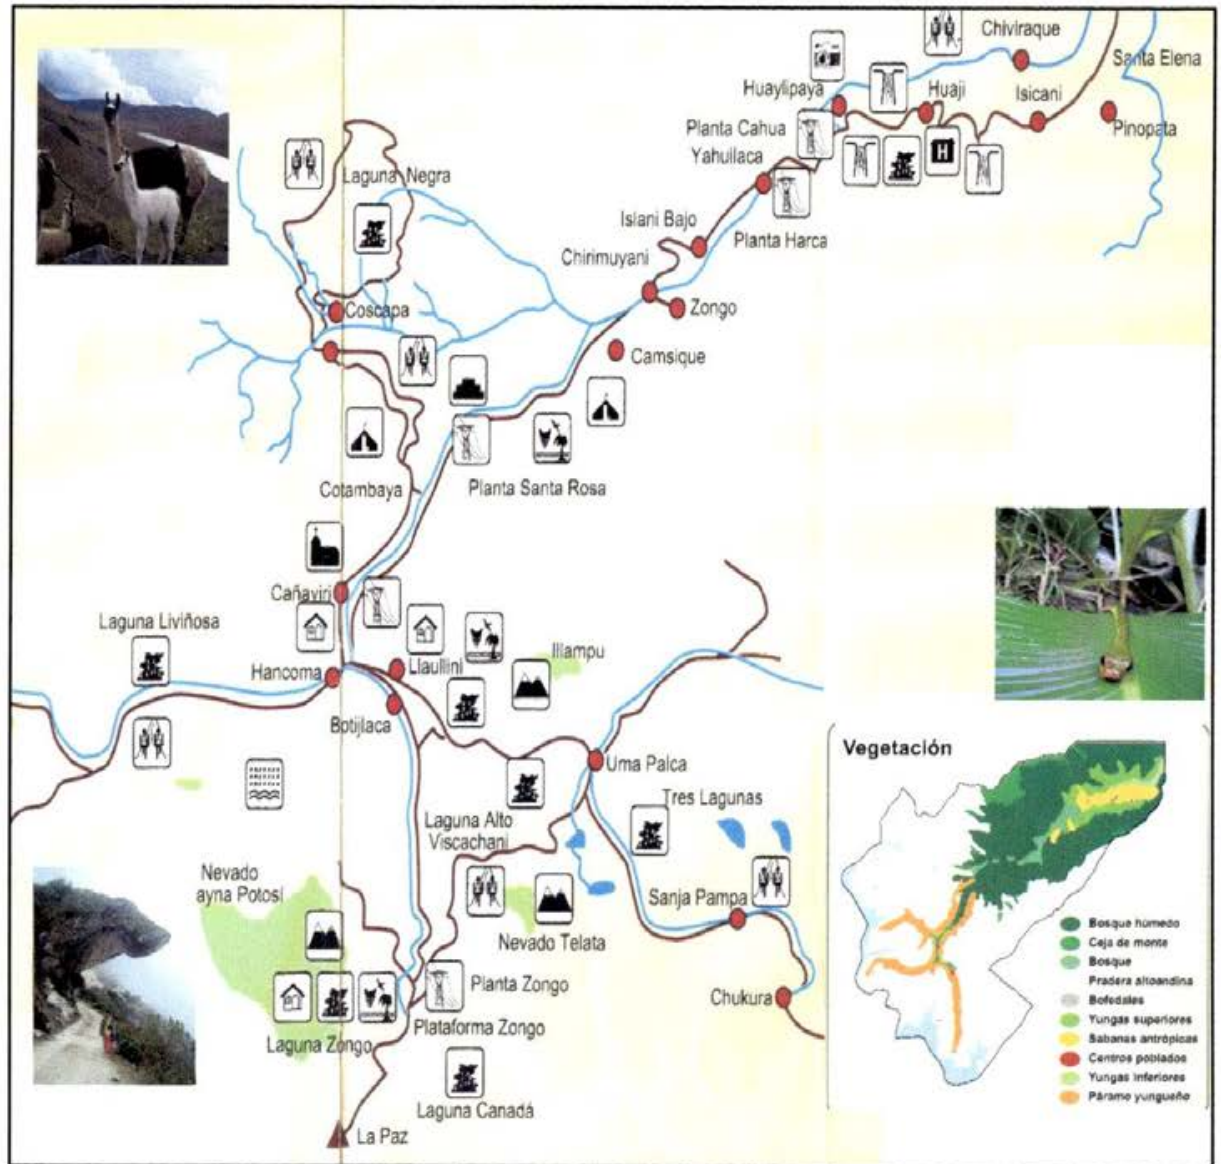 Chiviraque
Santa Elena
Huaylipaya
Huaji
Isicani
Pinopata
Planta Cahua
Yahullaca
Laguna Negra
Islani Bajo
Planta Harca
Chirimuyani
Zongo
Coscapa
Camsique
Cotambaya
Planta Santa Rosa
Cañaviri
Laguna Liviñosa
Hancoma
Llaullini
Illampu
Botijlaca
Uma Palca
Tres Lagunas
Laguna Alto
Viscachani
Nevado
ayna Potosí
Sanja Pampa
Nevado Telata
Planta Zongo
Chukura
Plataforma Zongo
Laguna Zongo
Laguna Canadá
La Paz
H
Vegetación
Bosque húmedo
Ceja de monte
Bosque
Pradera altoandina
Bofedales
Yungas superiores
Sabanas antrópicas
Centros poblados
Yungas inferiores
Páramo yungueño